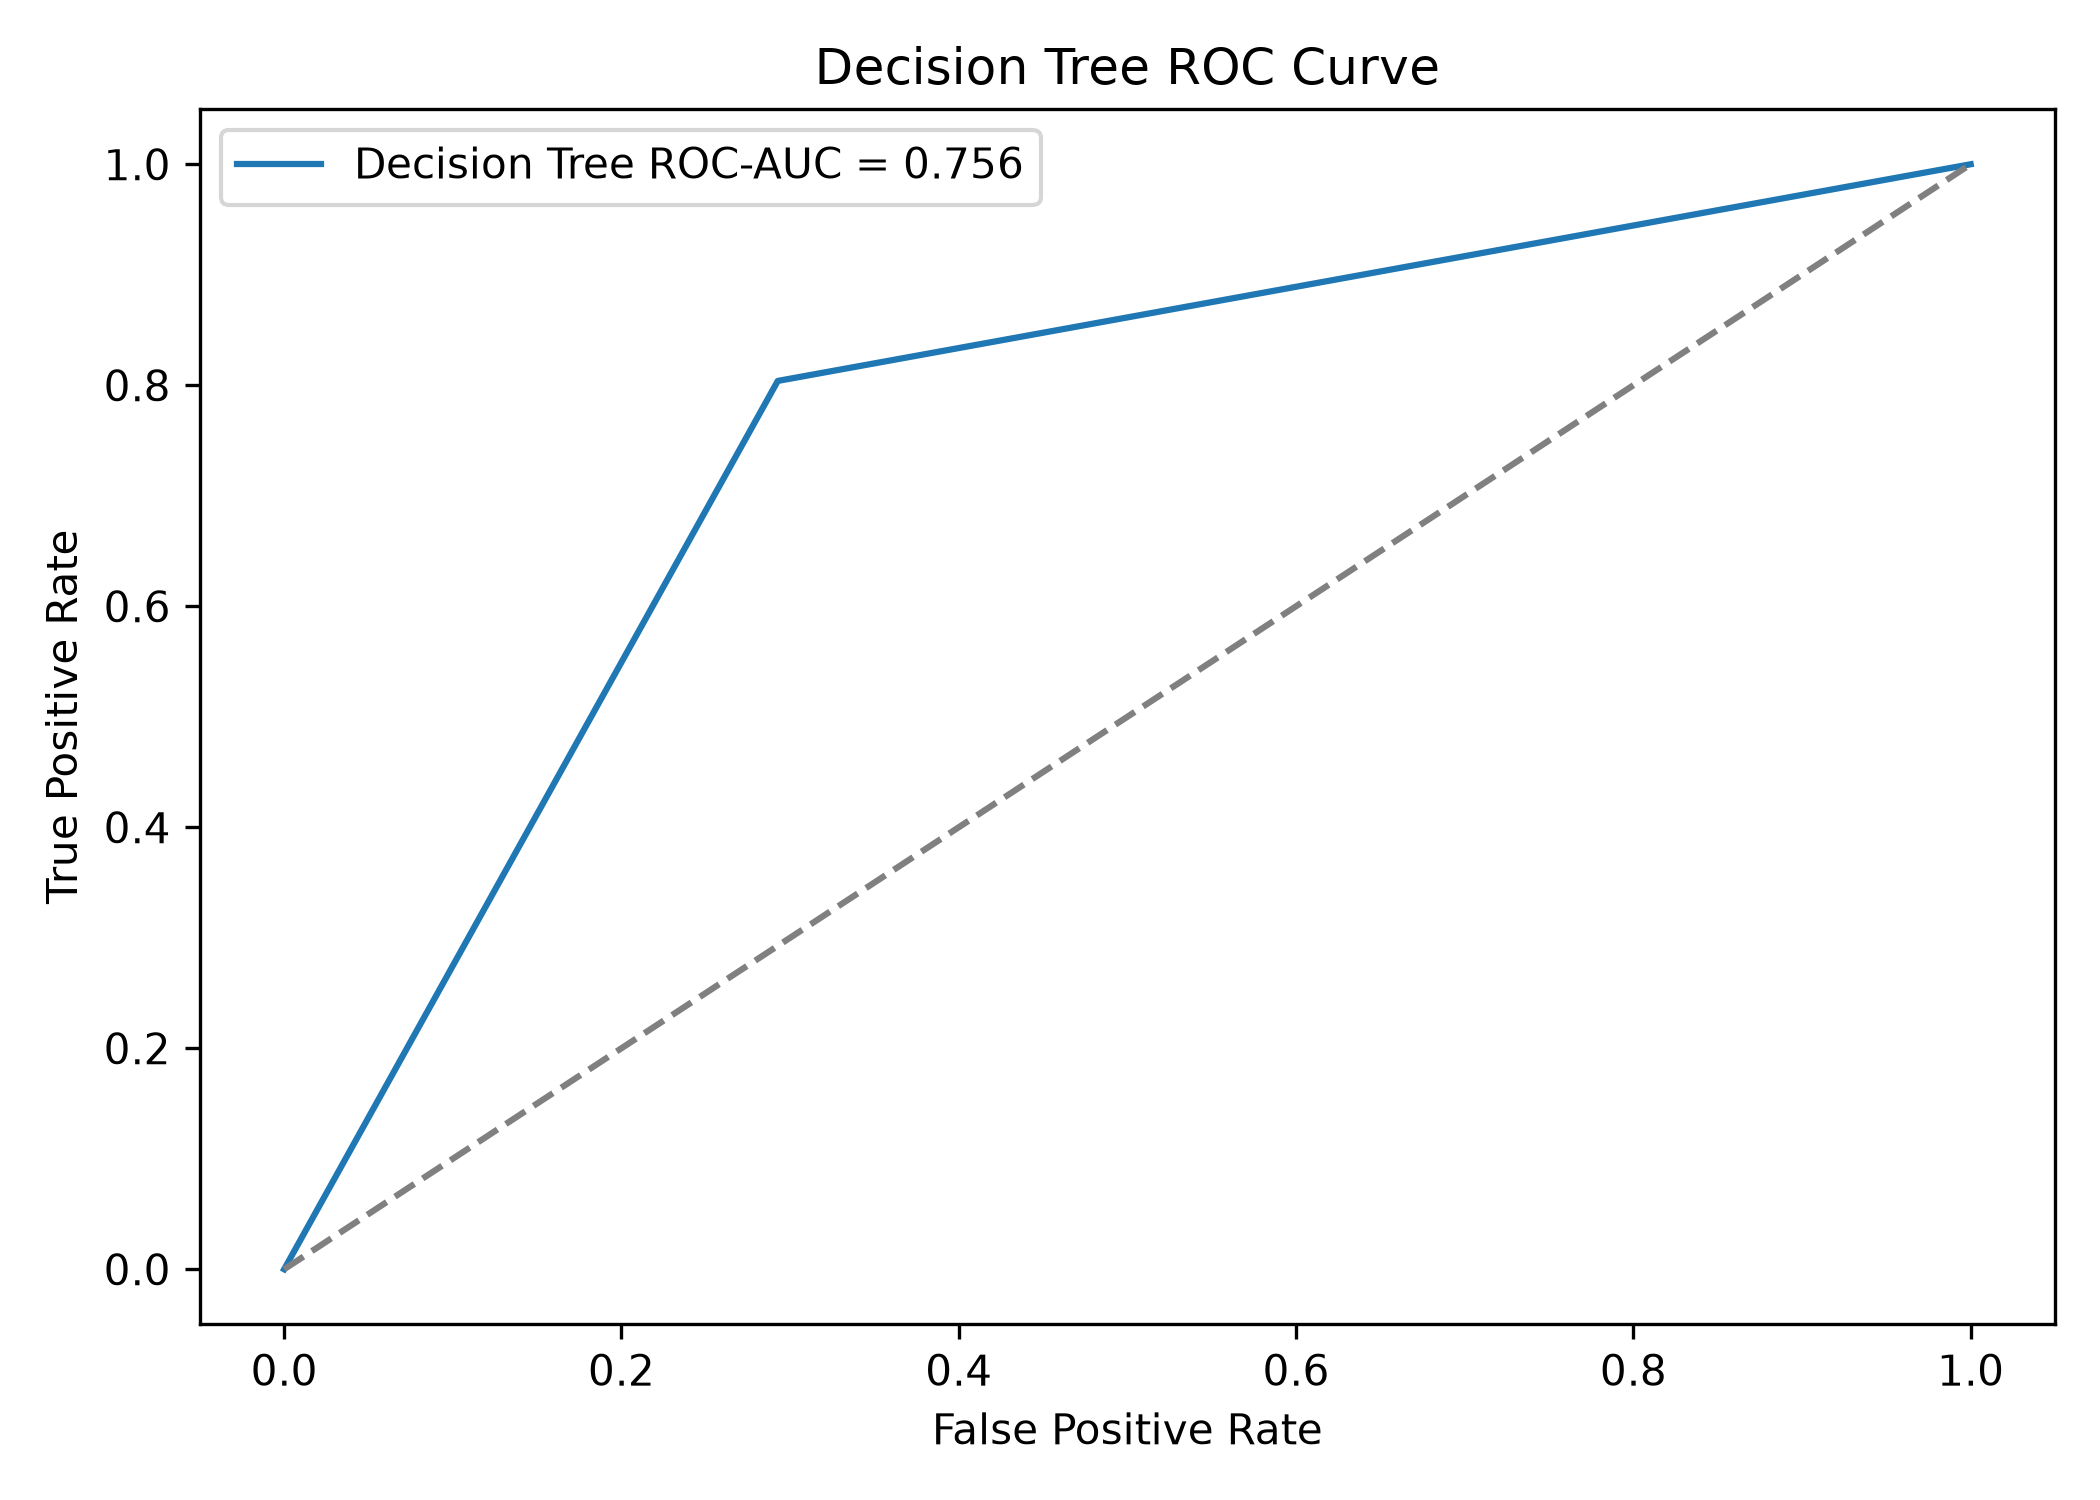 Decision Tree ROC Curve
Decision Tree ROC-AUC = 0.756
True Positive Rate
1.0
0.8
0.6
0.4
0.2
0.0
0.0 0.2 0.4 0.6 0.8 1.0
False Positive Rate